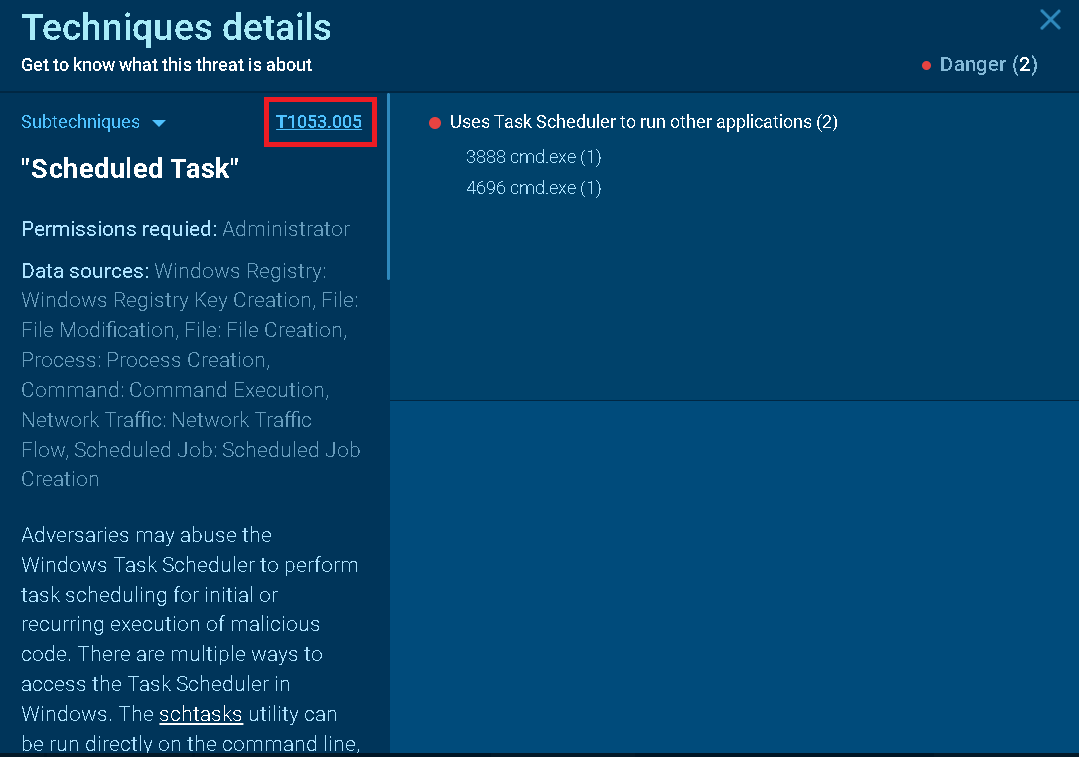 Techniques details
Get to know what this threat is about
Danger (2)
Subtechniques
T1053.005
"Scheduled Task"
Permissions requied: Administrator
Data sources: Windows Registry:
Windows Registry Key Creation, File:
File Modification, File: File Creation,
Process: Process Creation,
Command: Command Execution,
Network Traffic: Network Traffic
Flow, Scheduled Job: Scheduled Job
Creation
Adversaries may abuse the
Windows Task Scheduler to perform
task scheduling for initial or
recurring execution of malicious
code. There are multiple ways to
access the Task Scheduler in
Windows. The schtasks utility can
be run directly on the command line,
Uses Task Scheduler to run other applications (2)
3888 cmd.exe (1)
4696 cmd.exe (1)